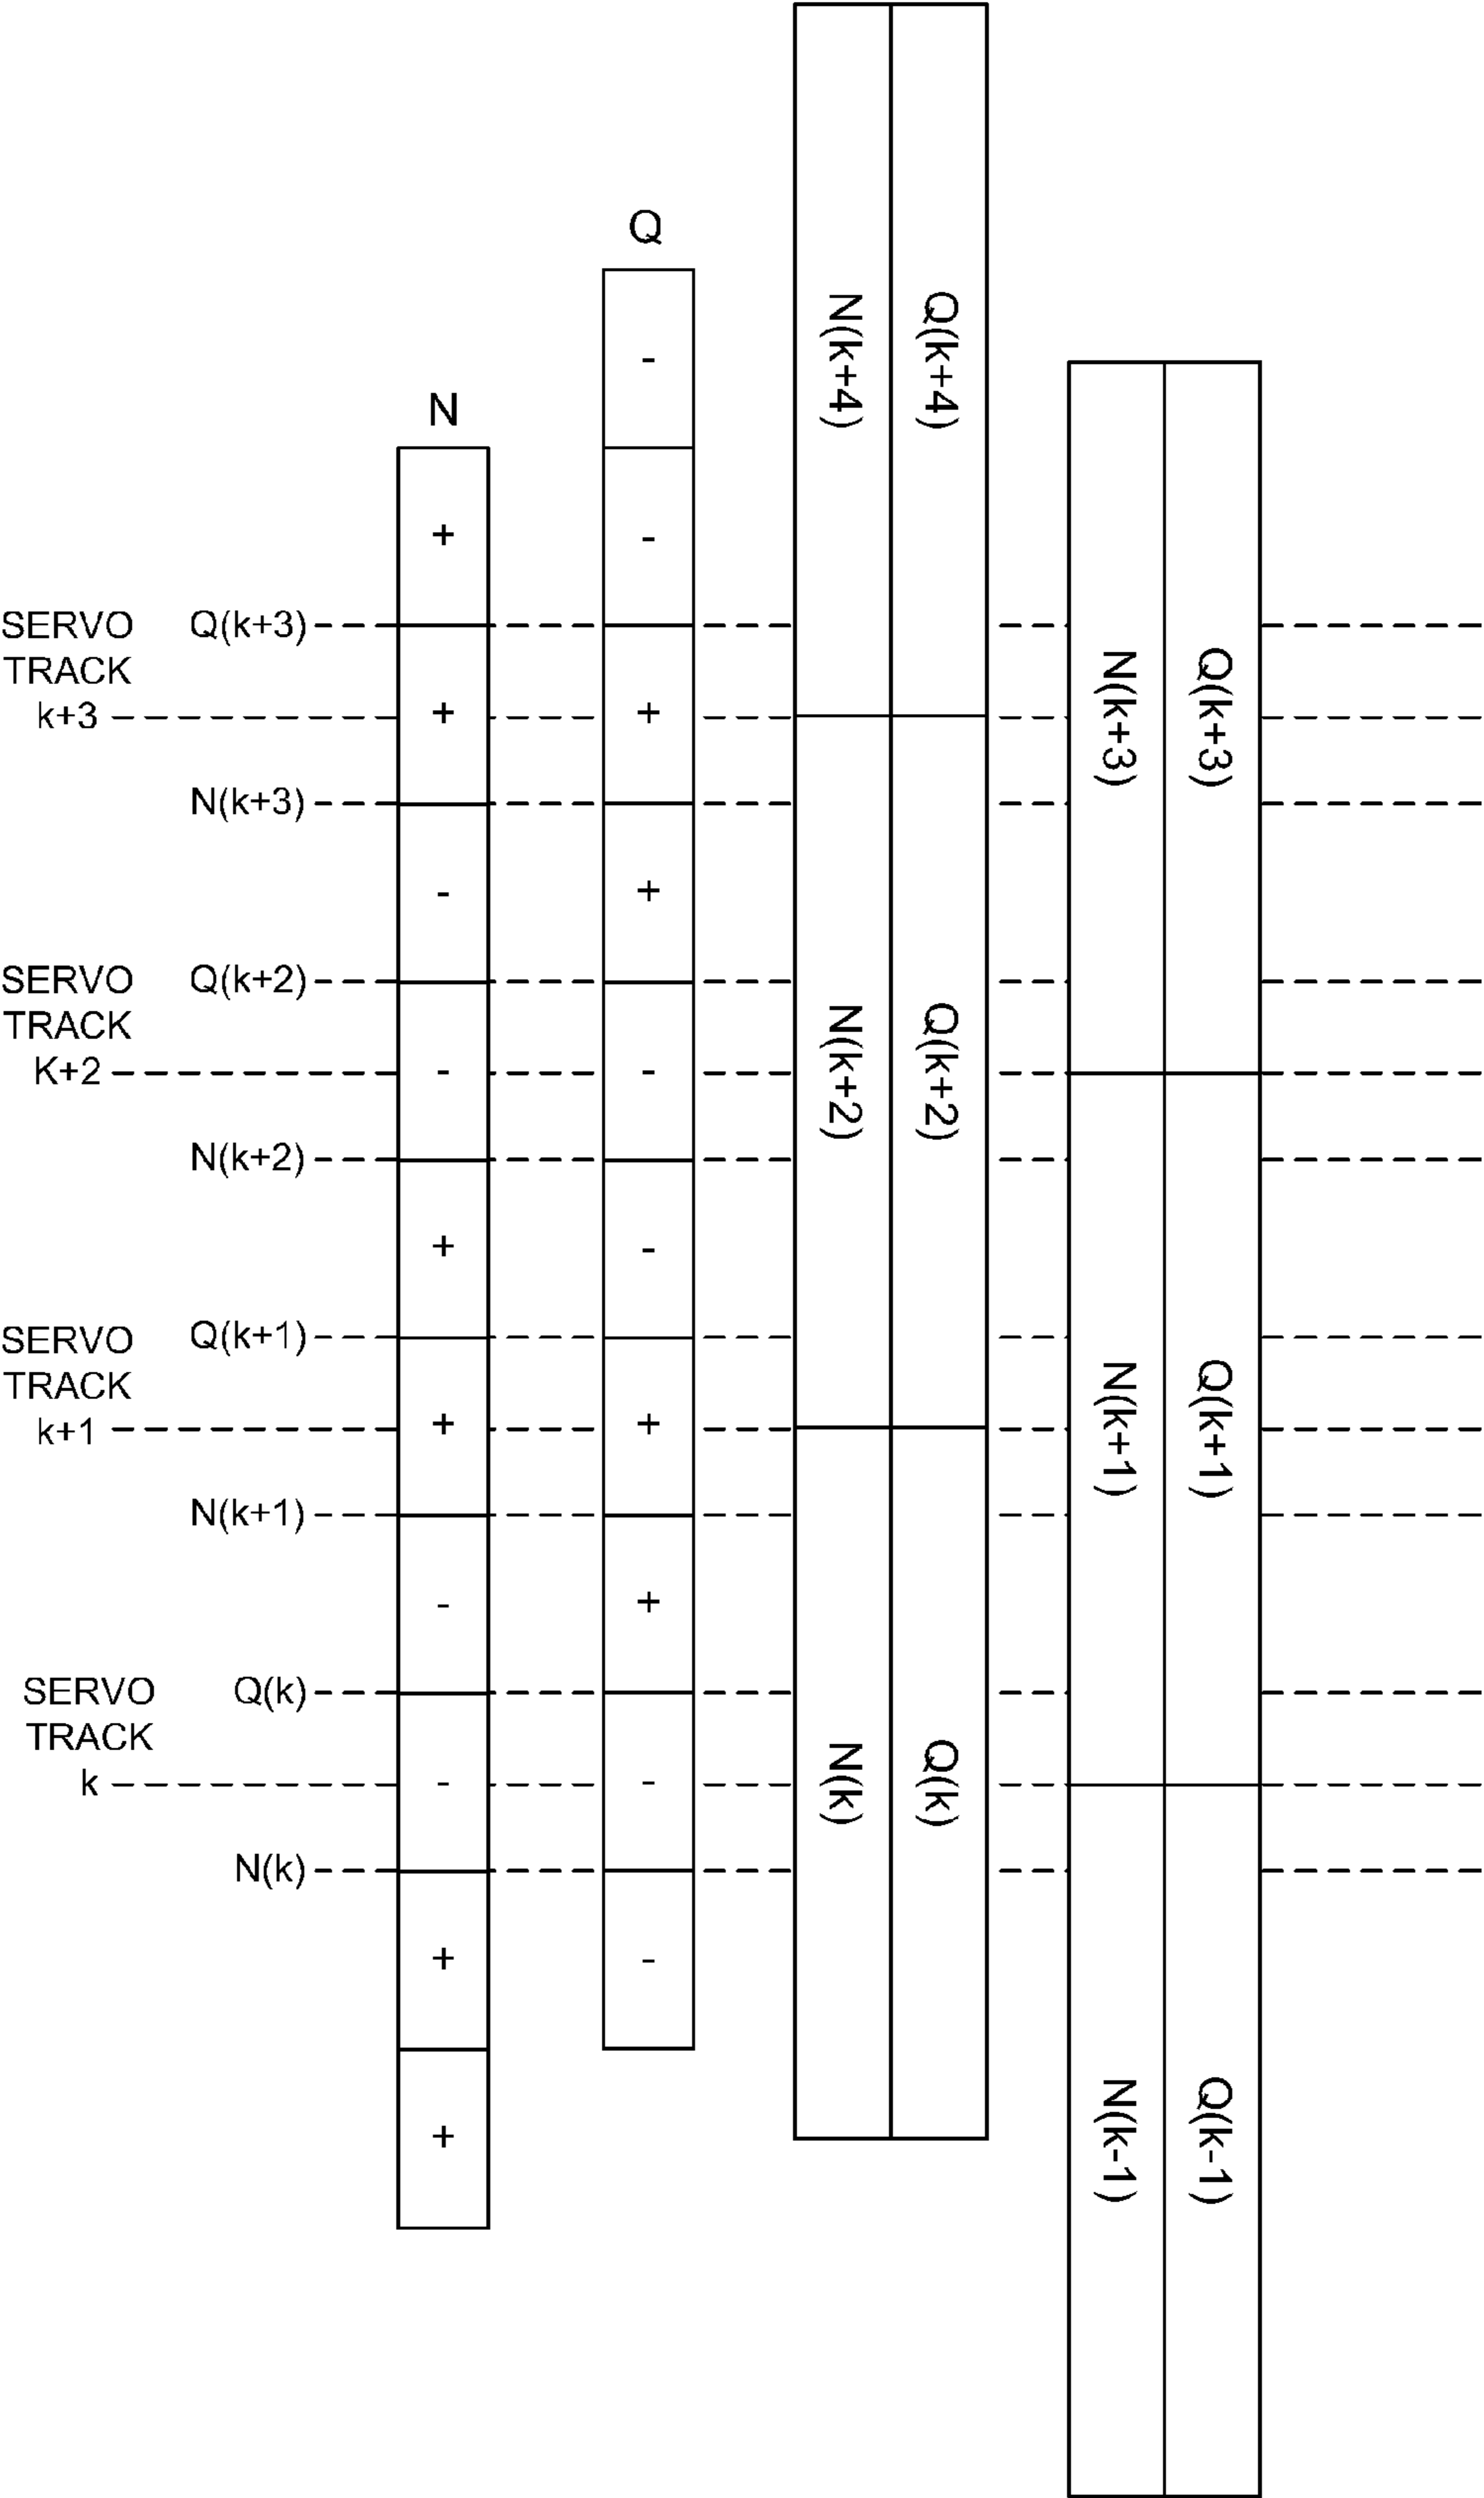 Q
N
N(k+4)
Q(k+4)
-
+
-
SERVO
TRACK
k+3
Q(k+3)
+
+
N(k+3)
N(k+3)
Q(k+3)
-
+
SERVO
TRACK
K+2
Q(k+2)
-
-
N(k+2)
N(k+2)
Q(k+2)
+
-
SERVO
TRACK
k+1
Q(k+1)
+
+
N(k+1)
N(k+1)
Q(k+1)
-
+
SERVO
TRACK
k
Q(k)
-
-
N(k)
N(k)
Q(k)
+
-
+
N(k-1)
Q(k-1)